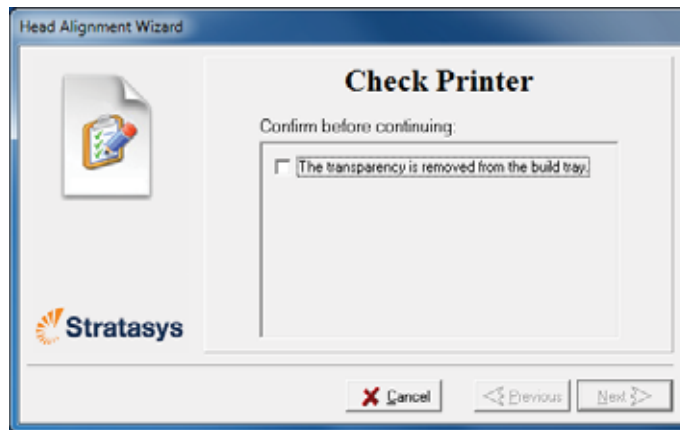 Head Alignment Wizard
Check Printer
Confirm before continuing:
The transparency is removed from the build tray.
Stratasys
Cancel
Previous
Next